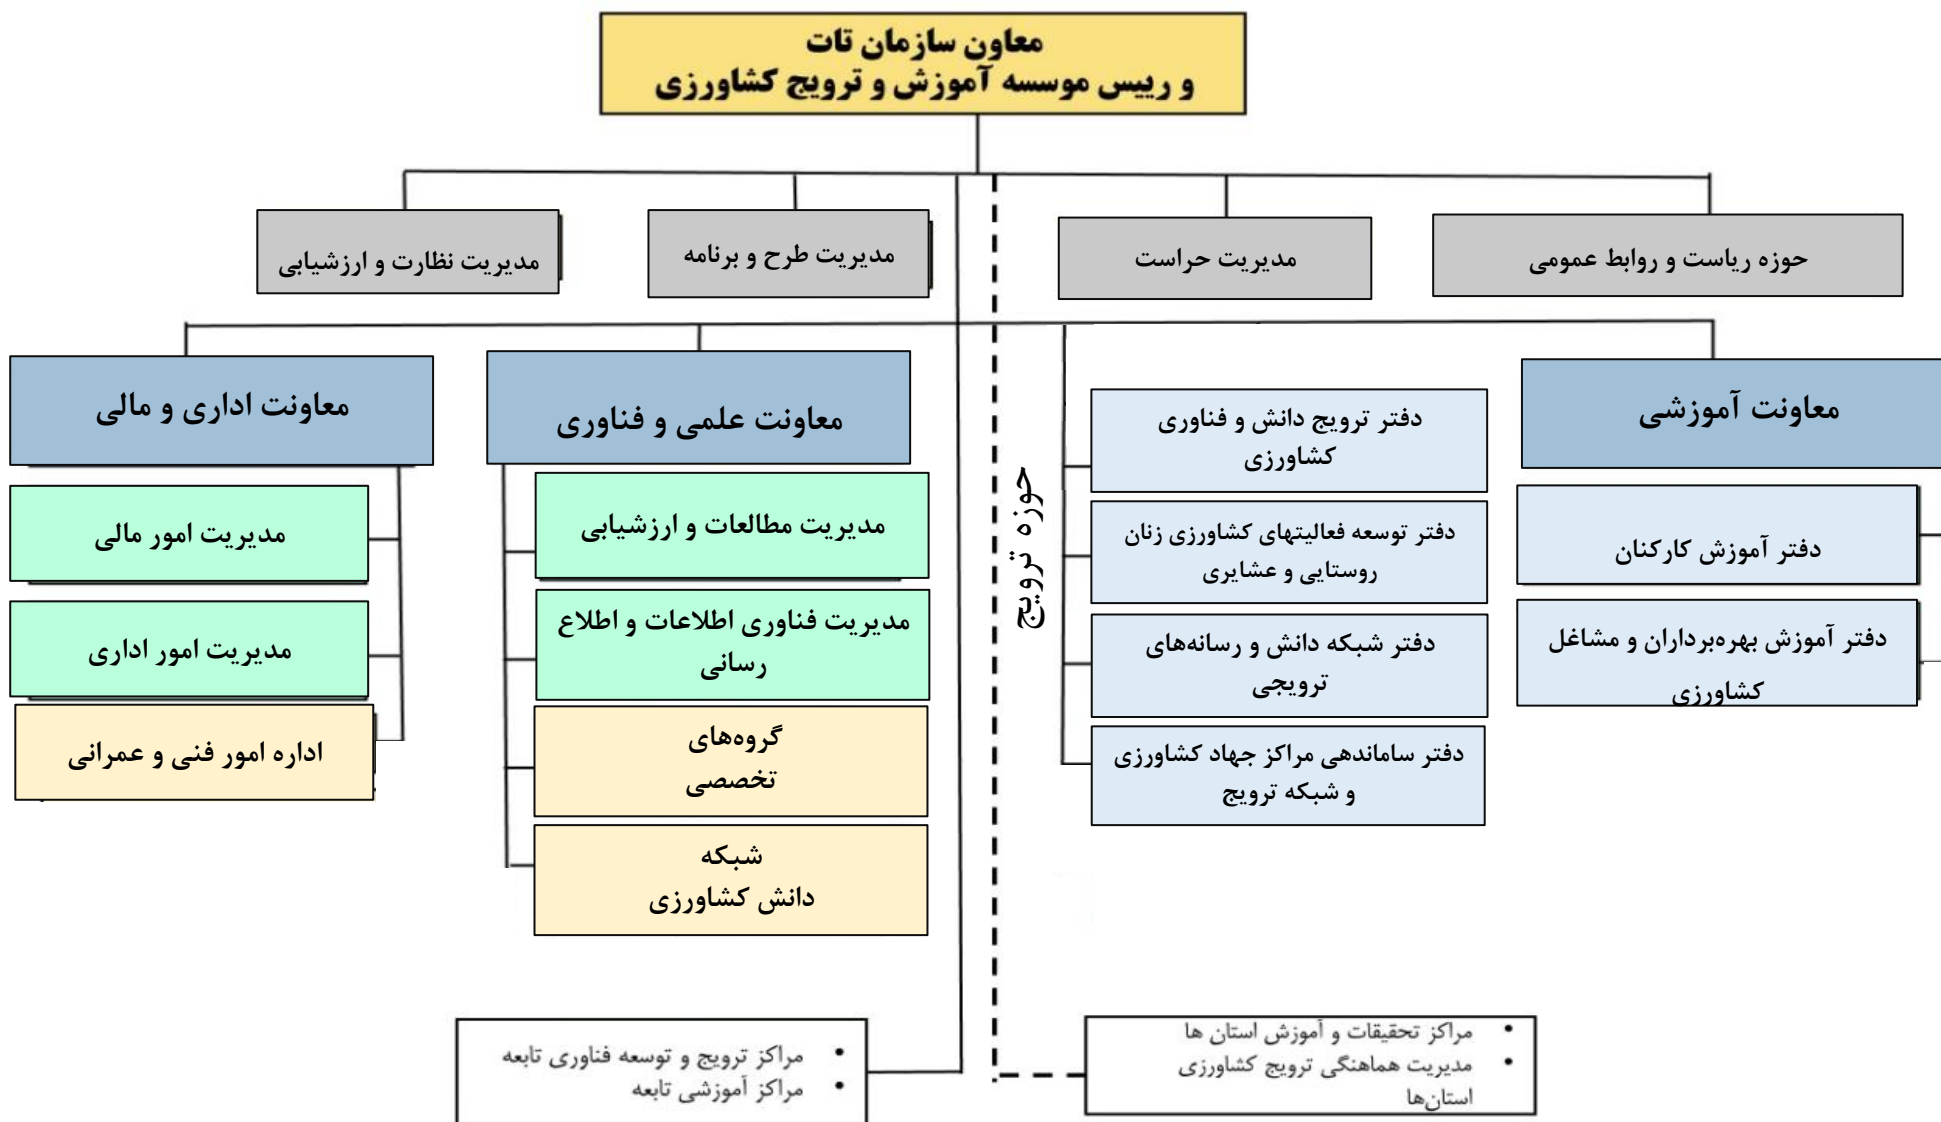 معاون سازمان تات
و رییس موسسه آموزش و ترویج کشاورزی
حوزه ریاست و روابط عمومی
مدیریت حراست
مدیریت طرح و برنامه
مدیریت نظارت و ارزشیابی
معاونت آموزشی
دفتر آموزش کارکنان
دفتر آموزش بهره‌برداران و مشاغل
کشاورزی
حوزه ترویج
دفتر ترویج دانش و فناوری
کشاورزی
دفتر توسعه فعالیتهای کشاورزی زنان
روستایی و عشایری
دفتر شبکه دانش و رسانه‌های
ترویجی
دفتر ساماندهی مراکز جهاد کشاورزی
و شبکه ترویج
معاونت علمی و فناوری
مدیریت مطالعات و ارزشیابی
مدیریت فناوری اطلاعات و اطلاع
رسانی
گروه‌های
تخصصی
شبکه
دانش کشاورزی
معاونت اداری و مالی
مدیریت امور مالی
مدیریت امور اداری
اداره امور فنی و عمرانی
• مراکز تحقیقات و آموزش استان ها
• مدیریت هماهنگی ترویج کشاورزی
استان‌ها
• مراکز ترویج و توسعه فناوری تابعه
• مراکز آموزشی تابعه